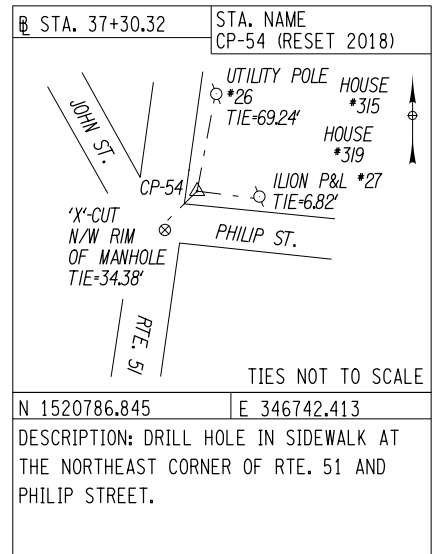 ℄ STA. 37+30.32
STA. NAME
CP-54 (RESET 2018)
UTILITY POLE
#26
TIE=69.24'
HOUSE
#315
HOUSE
#319
JOHN ST.
CP-54
ILION P&L #27
TIE=6.82'
'X'-CUT
N/W RIM
OF MANHOLE
TIE=34.38'
PHILIP ST.
RTE. 51
TIES NOT TO SCALE
N 1520786.845
E 346742.413
DESCRIPTION: DRILL HOLE IN SIDEWALK AT
THE NORTHEAST CORNER OF RTE. 51 AND
PHILIP STREET.